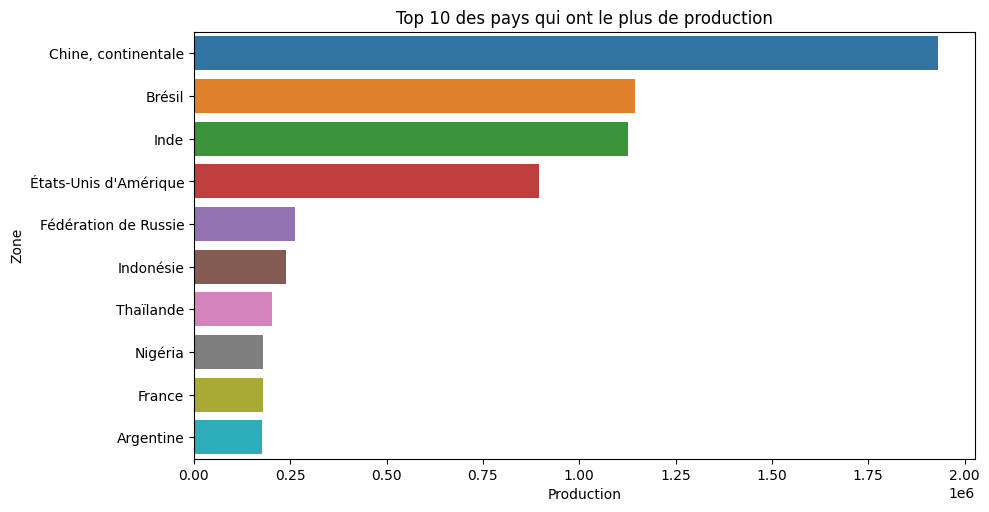 Top 10 des pays qui ont le plus de production
Zone
Chine, continentale
Brésil
Inde
États-Unis d'Amérique
Fédération de Russie
Indonésie
Thaïlande
Nigéria
France
Argentine
0.00 0.25 0.50 0.75 1.00 1.25 1.50 1.75 2.00
1e6
Production